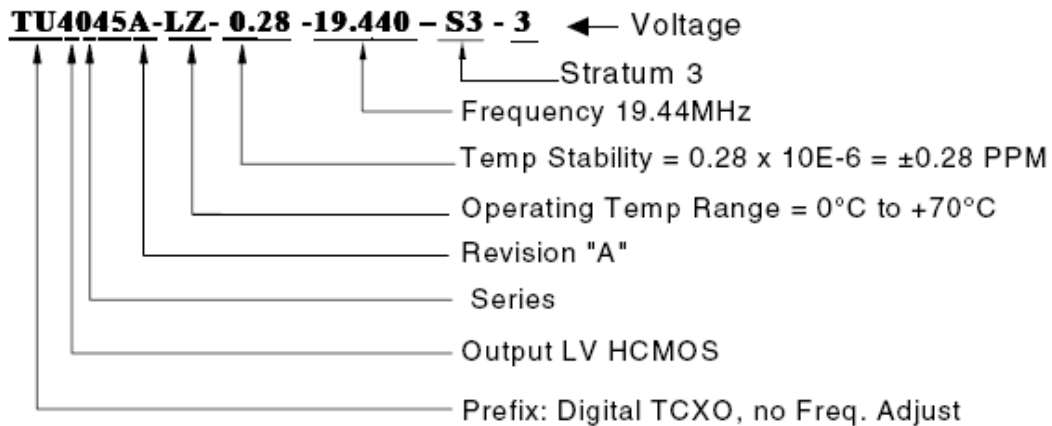 TU4045A-LZ- 0.28 -19.440 - S3 - 3 Voltage
Stratum 3
Frequency 19.44MHz
Temp Stability = 0.28 x 10E-6 = ±0.28 PPM
Operating Temp Range = 0°C to +70°C
Revision "A"
Series
Output LV HCMOS
Prefix: Digital TCXO, no Freq. Adjust